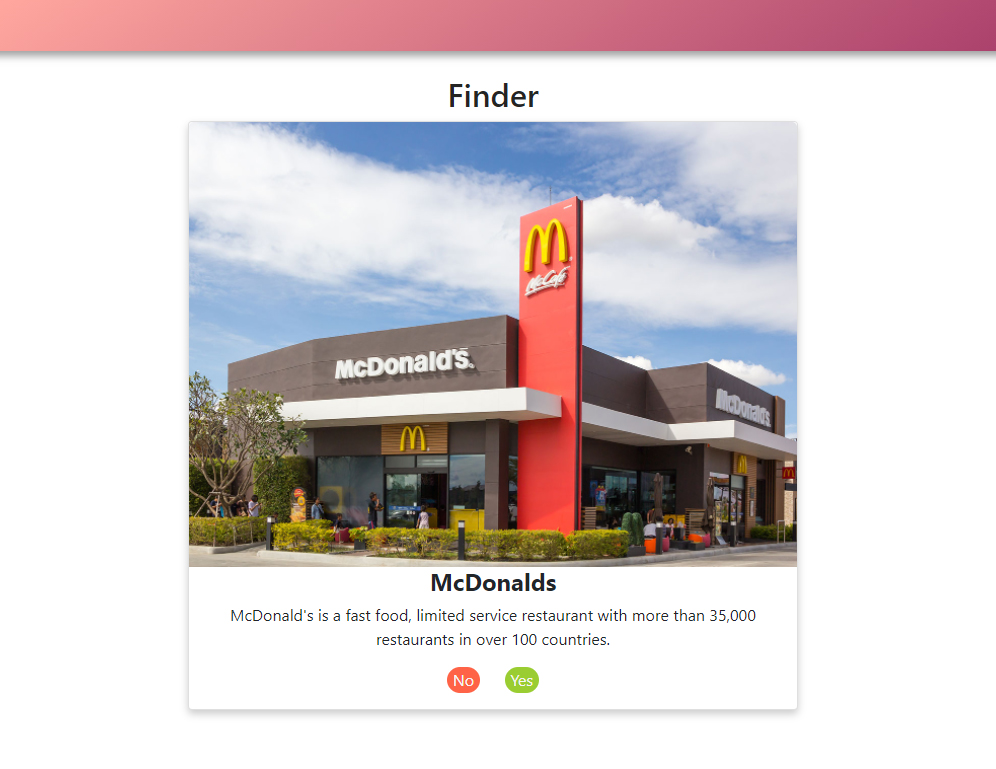 Finder
M
McCafé
McDonald's.
McDonald's
M
M
McDonalds
McDonald's is a fast food, limited service restaurant with more than 35,000
restaurants in over 100 countries.
No
Yes